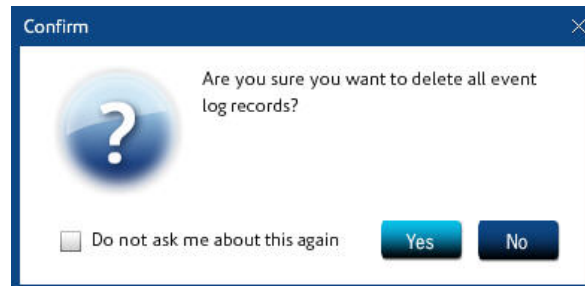 Confirm
Are you sure you want to delete all event
log records?
Do not ask me about this again
Yes
No